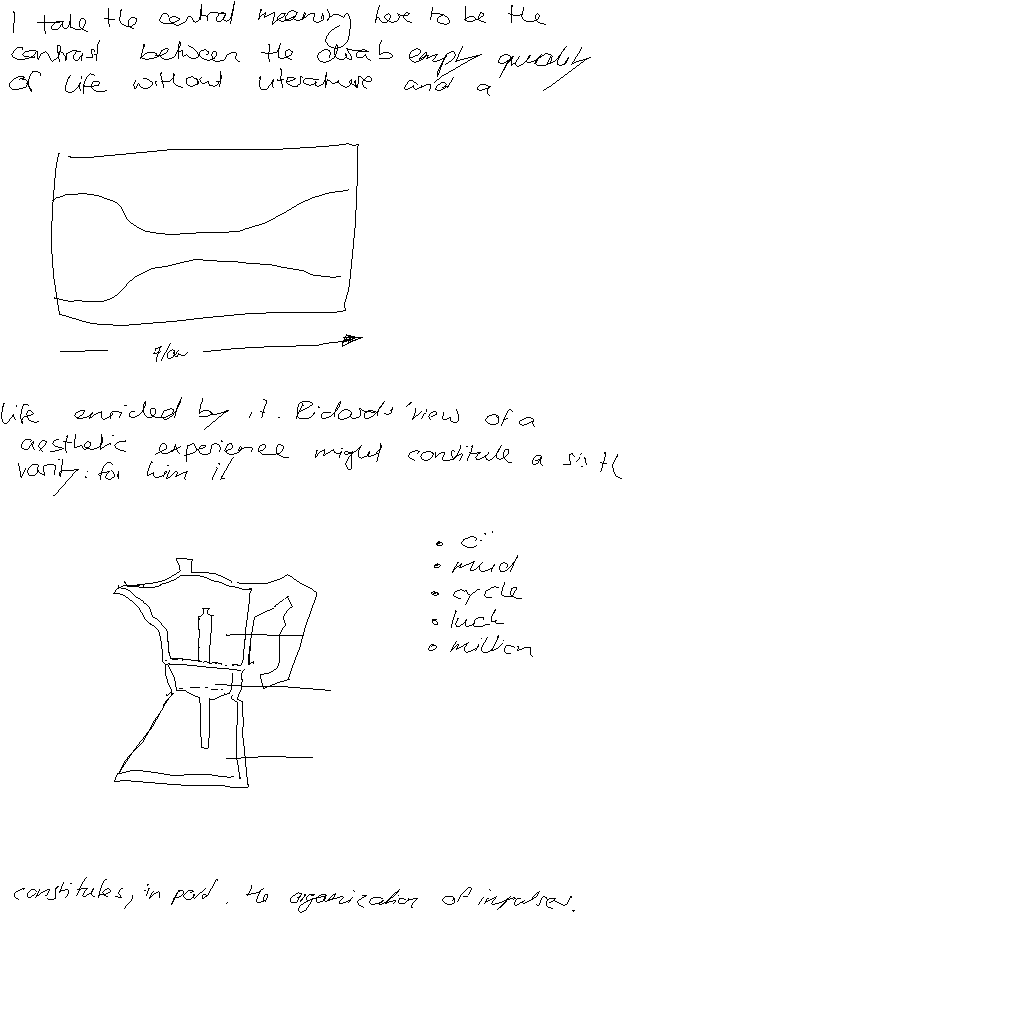 I take the central meaning here to be the
contrast between the drab empty quality
of life without literature and a
Flow
life enriched by it. Richards' view of a
aesthetic experience might constitute a sixth
varity: for him it
• mud
• cycle
• luck
• million
constitutes, in part, the organization of impulses.